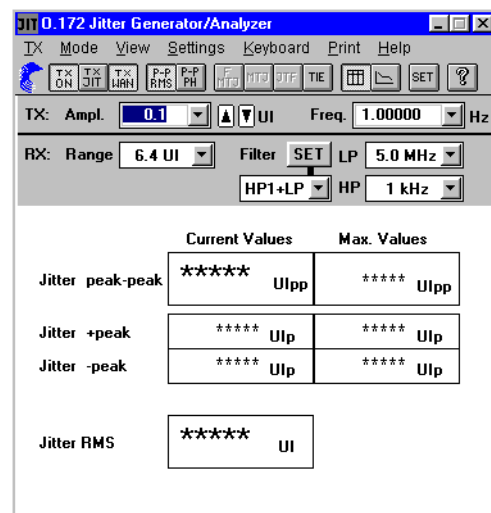 JIT O.172 Jitter Generator/Analyzer
TX Mode View Settings Keyboard Print Help
TX ON TX JIT TX WAN P-P RMS P-P PH F MTJ MTJ JTF TIE SET ?
TX: Ampl. 0.1 UI Freq. 1.00000 Hz
RX: Range 6.4 UI Filter SET LP 5.0 MHz
HP1+LP HP 1 kHz
Current Values Max. Values
Jitter peak-peak ***** UIpp ***** UIpp
Jitter +peak ***** UIp ***** UIp
Jitter -peak ***** UIp ***** UIp
Jitter RMS ***** UI